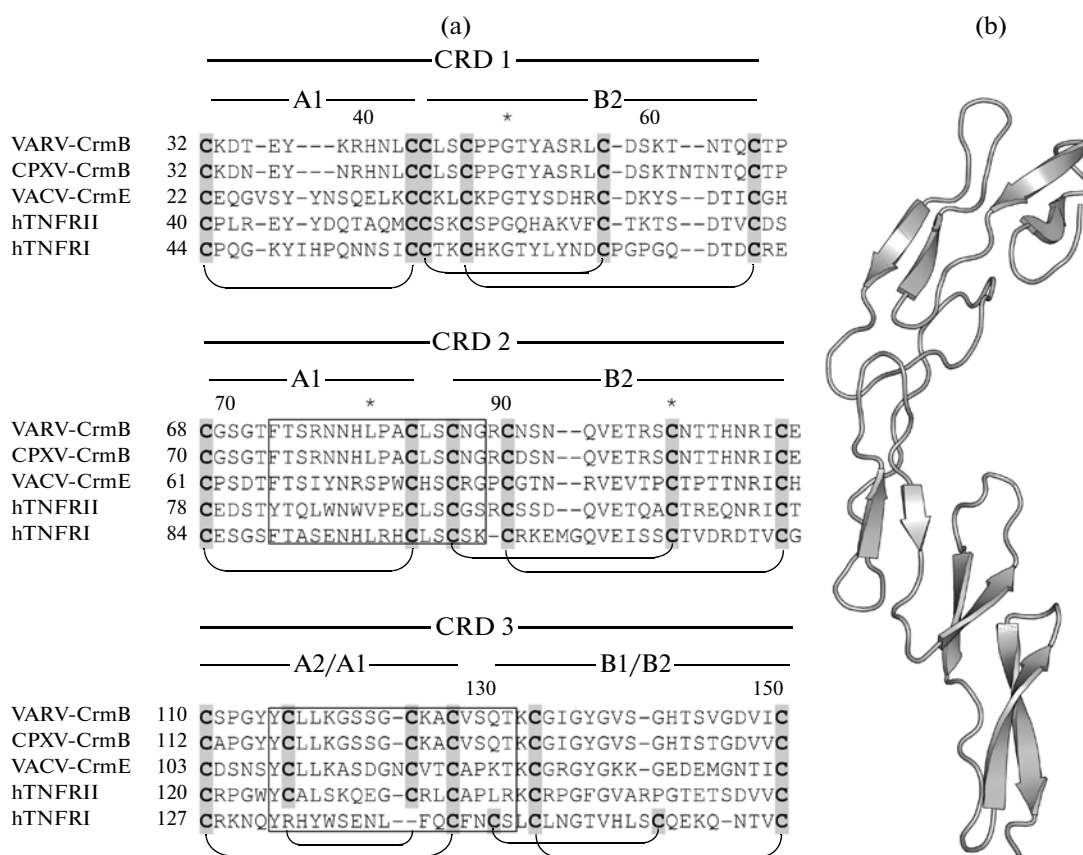 (a) (b)
CRD 1
A1 B2
40 * 60
VARV-CrmB 32 CKDT-EY---KRHNLCCLSCPPGTYASRLC-DSKT--NTQCTP
CPXV-CrmB 32 CKDN-EY---NRHNLCCLSCPPGTYASRLC-DSKTNTNTQCTP
VACV-CrmE 22 CEQGVSY-YNSQELKCCKLCKPGTYSDHRC-DKYS--DTICGH
hTNFRII 40 CPLR-EY-YDQTAQMCCSKCSPGQHAKVFC-TKTS--DTVCDS
hTNFRI 44 CPQG-KYIHPQNNSICCTKCHKGTYLYNDCPGPGQ--DTDCRE
CRD 2
A1 B2
70 * 90 *
VARV-CrmB 68 CGSGTFTSRNNHLPACLSCNGRCNSN--QVETRSCNTTHNRICE
CPXV-CrmB 70 CGSGTFTSRNNHLPACLSCNGRCDSN--QVETRSCNTTHNRICE
VACV-CrmE 61 CPSDTFTSIYNRSPWCHSCRGPCGTN--RVEVTPCTPTTNRICH
hTNFRII 78 CEDSTYTQLWNWVPECLSCGSRCSSD--QVETQACTREQNRICT
hTNFRI 84 CESGSFTASENHLRHCLSCSK-CRKEMGQVEISSCTVDRDTVCG
CRD 3
A2/A1 B1/B2
130 150
VARV-CrmB 110 CSPGYYCLLKGSSG-CKACVSQTKCGIGYGVS-GHTSVGDVIC
CPXV-CrmB 112 CAPGYYCLLKGSSG-CKACVSQTKCGIGYGVS-GHTSTGDVVC
VACV-CrmE 103 CDSNSYCLLKASDGNCVTCAPKTKCGRGYGKK-GEDEMGNTIC
hTNFRII 120 CRPGWYCALSKQEG-CRLCAPLRKCRPGFGVARPGTETSDVVC
hTNFRI 127 CRKNQYRHYWSENL--FQCFNCSLCLNGTVHLSCQEKQ-NTVC